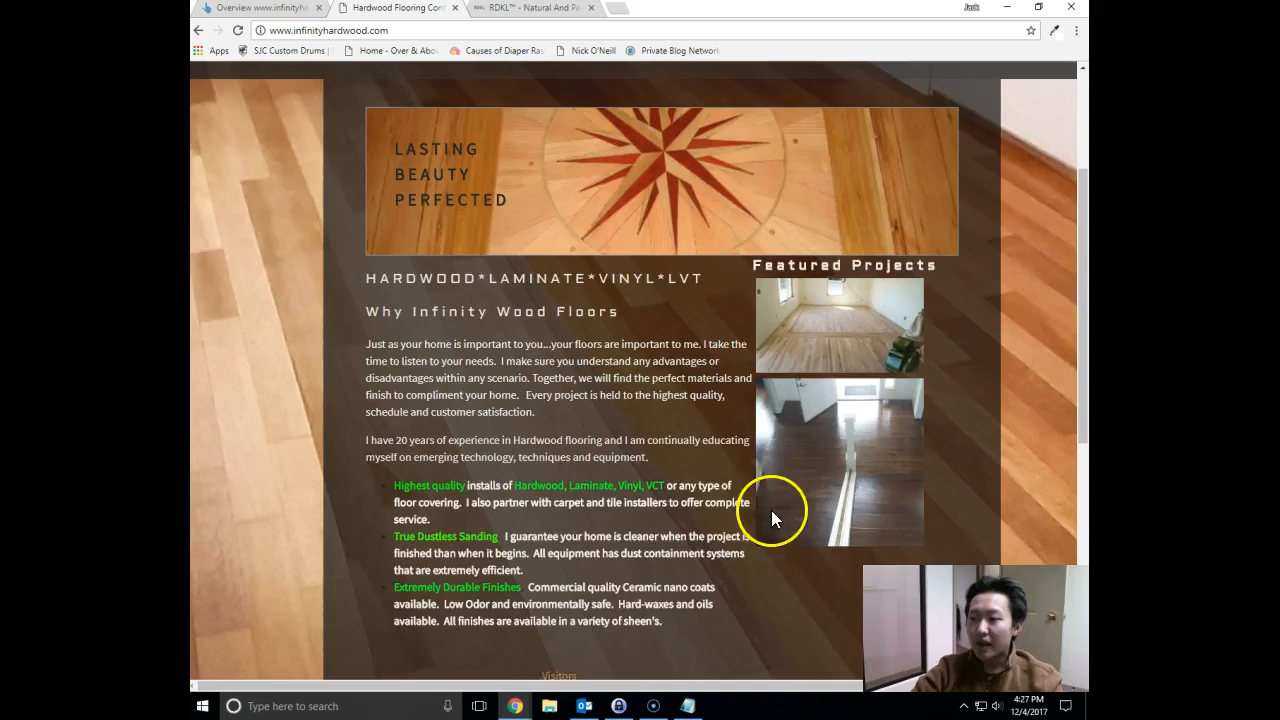 Overview www.infinityh
Hardwood Flooring Cont
RDKL™ - Natural And Pa
Jack
www.infinityhardwood.com
Apps
SJC Custom Drums |
Home - Over & Abo
Causes of Diaper Ras
Nick O'Neill
Private Blog Network
LASTING
BEAUTY
PERFECTED
Featured Projects
HARDWOOD*LAMINATE*VINYL*LVT
Why Infinity Wood Floors
Just as your home is important to you...your floors are important to me. I take the
time to listen to your needs.  I make sure you understand any advantages or
disadvantages within any scenario. Together, we will find the perfect materials and
finish to compliment your home.   Every project is held to the highest quality,
schedule and customer satisfaction.
I have 20 years of experience in Hardwood flooring and I am continually educating
myself on emerging technology, techniques and equipment.
Highest quality installs of Hardwood, Laminate, Vinyl, VCT or any type of
floor covering.  I also partner with carpet and tile installers to offer complete
service.
True Dustless Sanding   I guarantee your home is cleaner when the project is
finished than when it begins.  All equipment has dust containment systems
that are extremely efficient.
Extremely Durable Finishes   Commercial quality Ceramic nano coats
available.  Low Odor and environmentally safe.  Hard-waxes and oils
available.  All finishes are available in a variety of sheen's.
Visitors
Type here to search
4:27 PM
12/4/2017